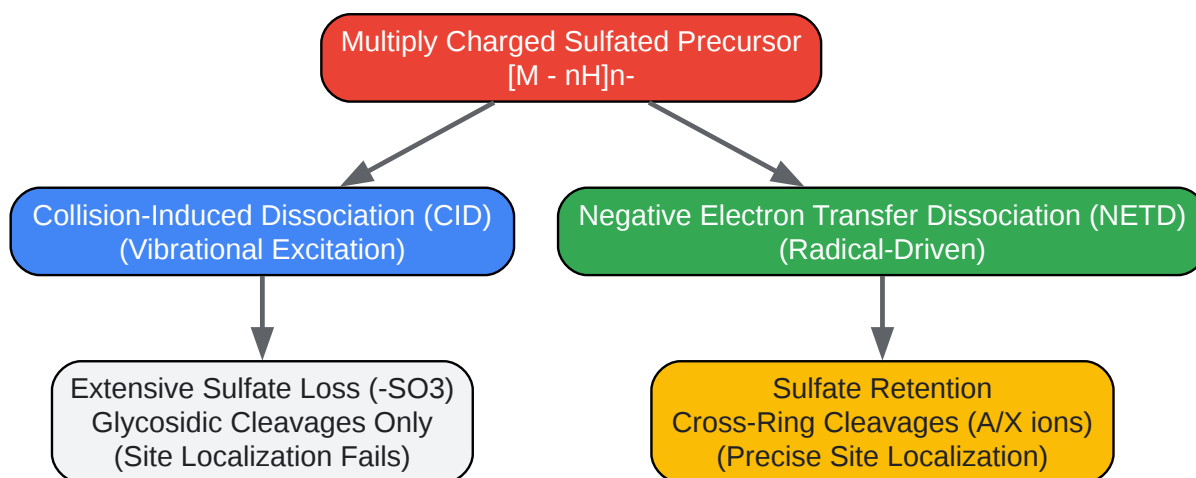 Multiply Charged Sulfated Precursor
[M - nH]n-
Collision-Induced Dissociation (CID)
(Vibrational Excitation)
Negative Electron Transfer Dissociation (NETD)
(Radical-Driven)
Extensive Sulfate Loss (-SO3)
Glycosidic Cleavages Only
(Site Localization Fails)
Sulfate Retention
Cross-Ring Cleavages (A/X ions)
(Precise Site Localization)